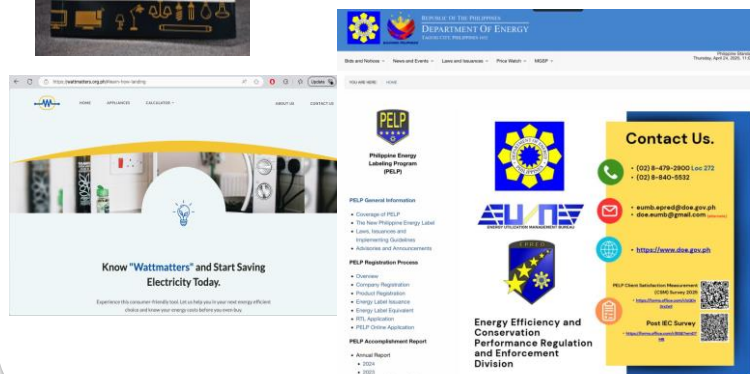 https://wattmatters.org.ph/#learn-how-landing
Update
HOME
APPLIANCES
CALCULATOR
ABOUT US
CONTACT US
Know "Wattmatters" and Start Saving
Electricity Today.
Experience this consumer-friendly tool. Let us help you in your next energy efficient
choice and know your energy costs before you even buy.
REPUBLIC OF THE PHILIPPINES
DEPARTMENT OF ENERGY
TAGUIG CITY, PHILIPPINES
Bids and Notices
News and Events
Laws and Issuances
Price Watch
MGSP
Thursday, April 24, 2025,
YOU ARE HERE: HOME
PELP
Philippine Energy
Labeling Program
(PELP)
PELP General Information
Coverage of PELP
The New Philippine Energy Label
Laws, Issuances and
Implementing Guidelines
Advisories and Announcements
PELP Registration Process
Overview
Company Registration
Product Registration
Energy Label Issuance
Energy Label Equivalent
RTL Application
PELP Online Application
PELP Accomplishment Report
Annual Report
2024
2023
ENERGY UTILIZATION MANAGEMENT BUREAU
EPRED
Energy Efficiency and
Conservation
Performance Regulation
and Enforcement
Division
Contact Us.
(02) 8-479-2900 Loc 272
(02) 8-840-5532
eumb.epred@doe.gov.ph
doe.eumb@gmail.com
https://www.doe.gov.ph
PELP Client Satisfaction Measurement
(CSM) Survey 2025
Post IEC Survey